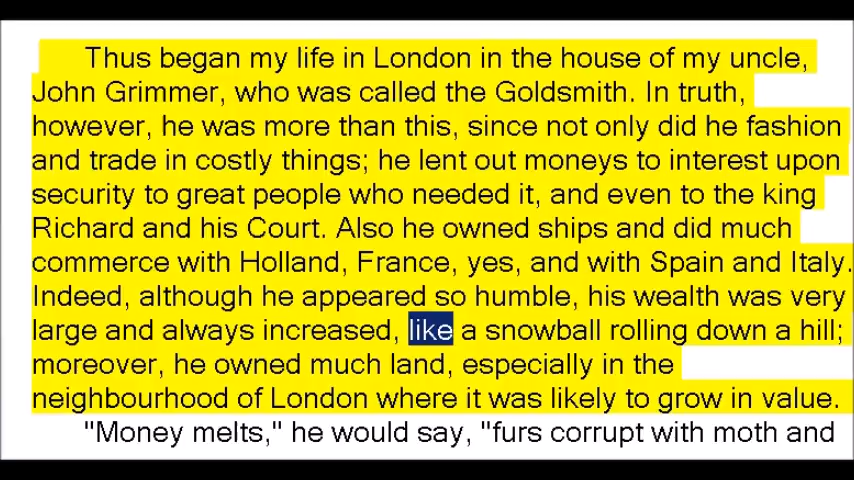 Thus began my life in London in the house of my uncle,
John Grimmer, who was called the Goldsmith. In truth,
however, he was more than this, since not only did he fashion
and trade in costly things; he lent out moneys to interest upon
security to great people who needed it, and even to the king
Richard and his Court. Also he owned ships and did much
commerce with Holland, France, yes, and with Spain and Italy.
Indeed, although he appeared so humble, his wealth was very
large and always increased, like a snowball rolling down a hill;
moreover, he owned much land, especially in the
neighbourhood of London where it was likely to grow in value.
"Money melts," he would say, "furs corrupt with moth and